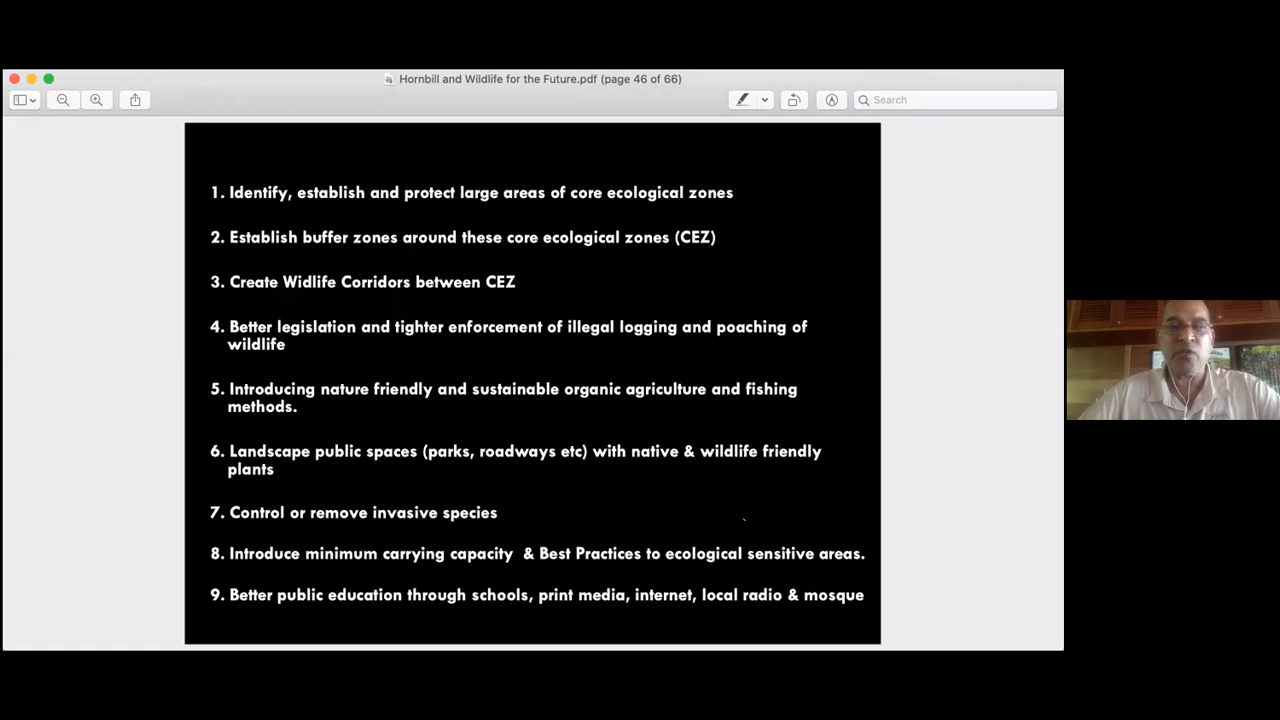 Hornbill and Wildlife for the Future.pdf (page 46 of 66)
Search
1. Identify, establish and protect large areas of core ecological zones
2. Establish buffer zones around these core ecological zones (CEZ)
3. Create Widlife Corridors between CEZ
4. Better legislation and tighter enforcement of illegal logging and poaching of
wildlife
5. Introducing nature friendly and sustainable organic agriculture and fishing
methods.
6. Landscape public spaces (parks, roadways etc) with native & wildlife friendly
plants
7. Control or remove invasive species
8. Introduce minimum carrying capacity & Best Practices to ecological sensitive areas.
9. Better public education through schools, print media, internet, local radio & mosque